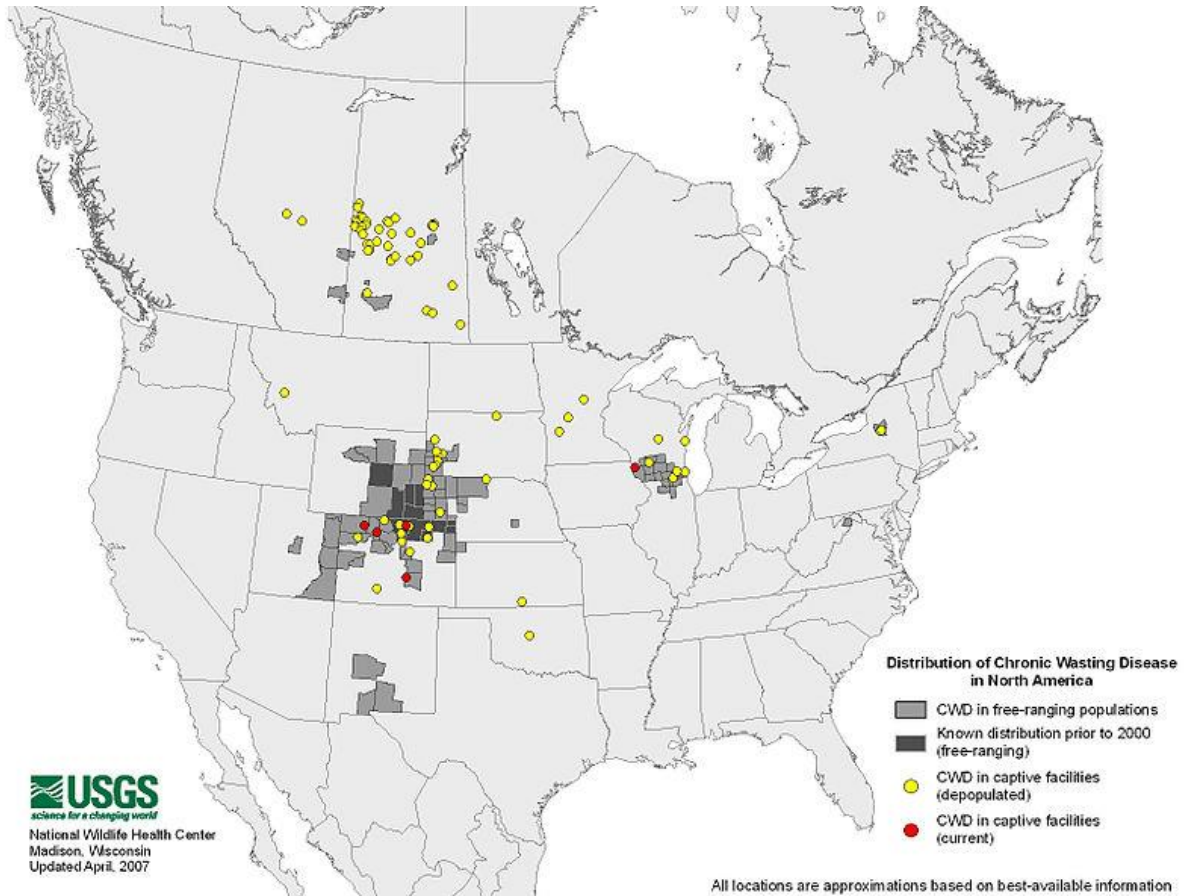 Distribution of Chronic Wasting Disease
in North America
CWD in free-ranging populations
Known distribution prior to 2000
(free-ranging)
CWD in captive facilities
(depopulated)
CWD in captive facilities
(current)
USGS
science for a changing world
National Wildlife Health Center
Madison, Wisconsin
Updated April, 2007
All locations are approximations based on best-available information